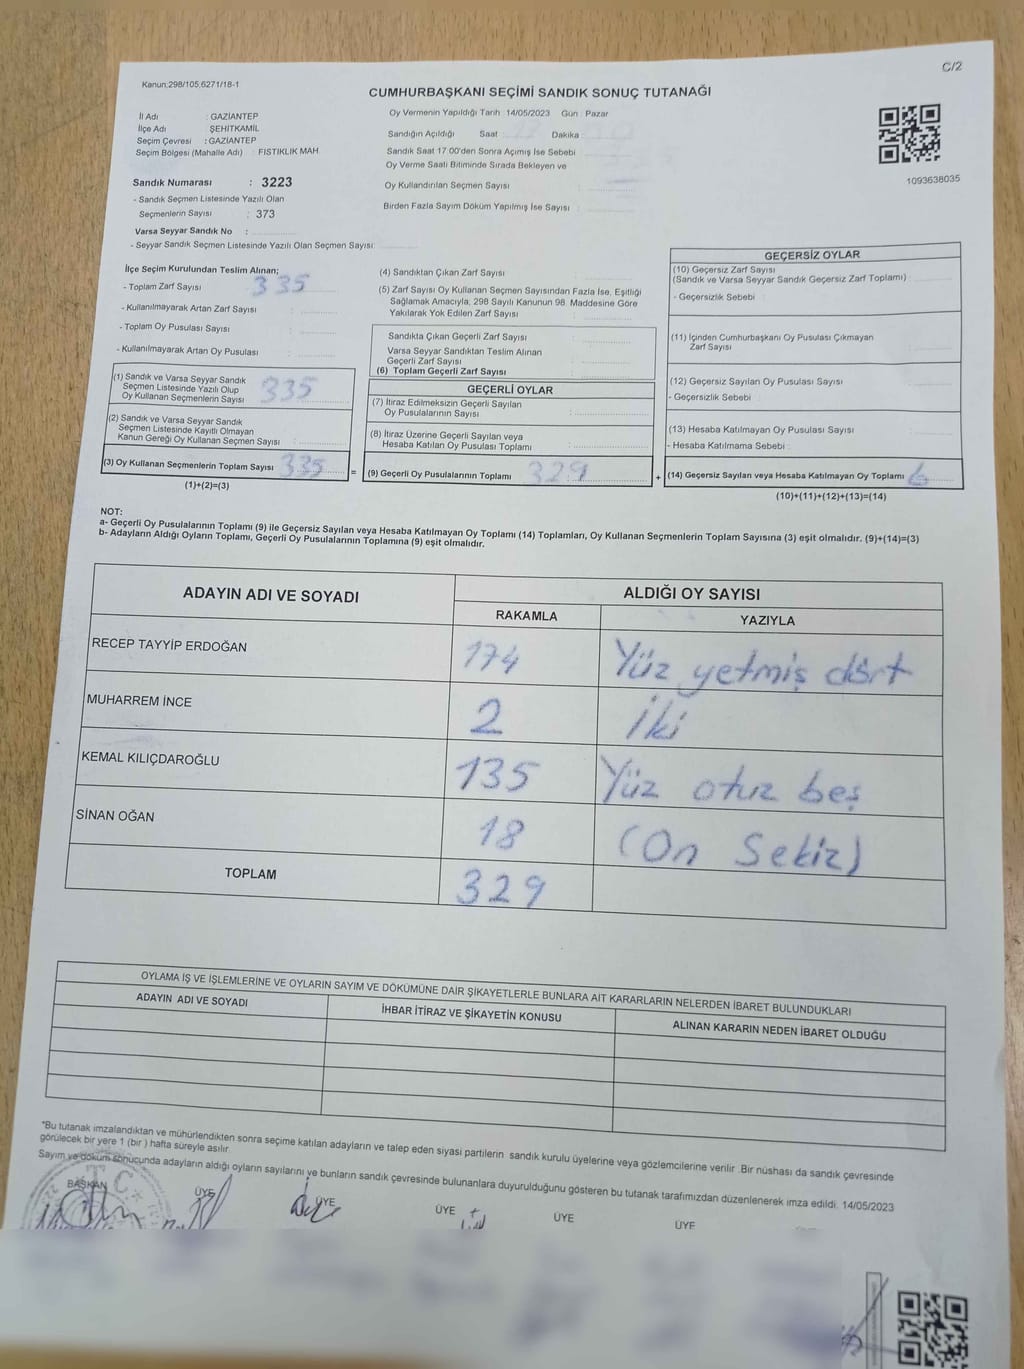 C/2
Kanun:298/105.6271/18-1
CUMHURBAŞKANI SEÇİMİ SANDIK SONUÇ TUTANAĞI
İl Adı : GAZİANTEP
İlçe Adı : ŞEHİTKAMİL
Seçim Çevresi : GAZİANTEP
Seçim Bölgesi (Mahalle Adı) : FISTIKLIK MAH.
Sandık Numarası : 3223
- Sandık Seçmen Listesinde Yazılı Olan
Seçmenlerin Sayısı : 373
Varsa Seyyar Sandık No :
- Seyyar Sandık Seçmen Listesinde Yazılı Olan Seçmen Sayısı:
Oy Vermenin Yapıldığı Tarih : 14/05/2023 Gün : Pazar
Sandığın Açıldığı Saat : Dakika :
Sandık Saat 17:00'den Sonra Açımış İse Sebebi
Oy Verme Saati Bitiminde Sırada Bekleyen ve
Oy Kullandırılan Seçmen Sayısı :
Birden Fazla Sayım Döküm Yapılmış İse Sayısı :
1093638035
İlçe Seçim Kurulundan Teslim Alınan;
- Toplam Zarf Sayısı : 335
- Kullanılmayarak Artan Zarf Sayısı :
- Toplam Oy Pusulası Sayısı :
- Kullanılmayarak Artan Oy Pusulası :
(1) Sandık ve Varsa Seyyar Sandık
Seçmen Listesinde Yazılı Olup
Oy Kullanan Seçmenlerin Sayısı 335
(2) Sandık ve Varsa Seyyar Sandık
Seçmen Listesinde Kayıtlı Olmayan
Kanun Gereği Oy Kullanan Seçmen Sayısı :
(3) Oy Kullanan Seçmenlerin Toplam Sayısı 335 =
(1)+(2)=(3)
(4) Sandıktan Çıkan Zarf Sayısı :
(5) Zarf Sayısı Oy Kullanan Seçmen Sayısından Fazla İse, Eşitliği
Sağlamak Amacıyla, 298 Sayılı Kanunun 98. Maddesine Göre
Yakılarak Yok Edilen Zarf Sayısı :
Sandıkta Çıkan Geçerli Zarf Sayısı :
Varsa Seyyar Sandıktan Teslim Alınan
Geçerli Zarf Sayısı :
(6) Toplam Geçerli Zarf Sayısı :
GEÇERLİ OYLAR
(7) İtiraz Edilmeksizin Geçerli Sayılan
Oy Pusulalarının Sayısı :
(8) İtiraz Üzerine Geçerli Sayılan veya
Hesaba Katılan Oy Pusulası Toplamı :
(9) Geçerli Oy Pusulalarının Toplamı : 329 +
GEÇERSİZ OYLAR
(10) Geçersiz Zarf Sayısı
(Sandık ve Varsa Seyyar Sandık Geçersiz Zarf Toplamı) :
- Geçersizlik Sebebi :
(11) İçinden Cumhurbaşkanı Oy Pusulası Çıkmayan
Zarf Sayısı :
(12) Geçersiz Sayılan Oy Pusulası Sayısı :
- Geçersizlik Sebebi :
(13) Hesaba Katılmayan Oy Pusulası Sayısı :
- Hesaba Katılmama Sebebi :
(14) Geçersiz Sayılan veya Hesaba Katılmayan Oy Toplamı : 6
(10)+(11)+(12)+(13)=(14)
NOT:
a- Geçerli Oy Pusulalarının Toplamı (9) ile Geçersiz Sayılan veya Hesaba Katılmayan Oy Toplamı (14) Toplamları, Oy Kullanan Seçmenlerin Toplam Sayısına (3) eşit olmalıdır. (9)+(14)=(3)
b- Adayların Aldığı Oyların Toplamı, Geçerli Oy Pusulalarının Toplamına (9) eşit olmalıdır.
ADAYIN ADI VE SOYADI ALDIĞI OY SAYISI
RAKAMLA YAZIYLA
RECEP TAYYİP ERDOĞAN 174 Yüz yetmiş dört
MUHARREM İNCE 2 İki
KEMAL KILIÇDAROĞLU 135 Yüz otuz beş
SİNAN OĞAN 18 (On Sekiz)
TOPLAM 329
OYLAMA İŞ VE İŞLEMLERİNE VE OYLARIN SAYIM VE DÖKÜMÜNE DAİR ŞİKAYETLERLE BUNLARA AİT KARARLARIN NELERDEN İBARET BULUNDUKLARI
ADAYIN ADI VE SOYADI İHBAR İTİRAZ VE ŞİKAYETİN KONUSU ALINAN KARARIN NEDEN İBARET OLDUĞU
*Bu tutanak imzalandıktan ve mühürlendikten sonra seçime katılan adayların ve talep eden siyasi partilerin sandık kurulu üyelerine veya gözlemcilerine verilir. Bir nüshası da sandık çevresinde
görülecek bir yere 1 (bir ) hafta süreyle asılır.
Sayım ve döküm sonucunda adayların aldığı oyların sayılarını ve bunların sandık çevresinde bulunanlara duyurulduğunu gösteren bu tutanak tarafımızdan düzenlenerek imza edildi. 14/05/2023
BAŞKAN ÜYE ÜYE ÜYE ÜYE ÜYE
T.C.